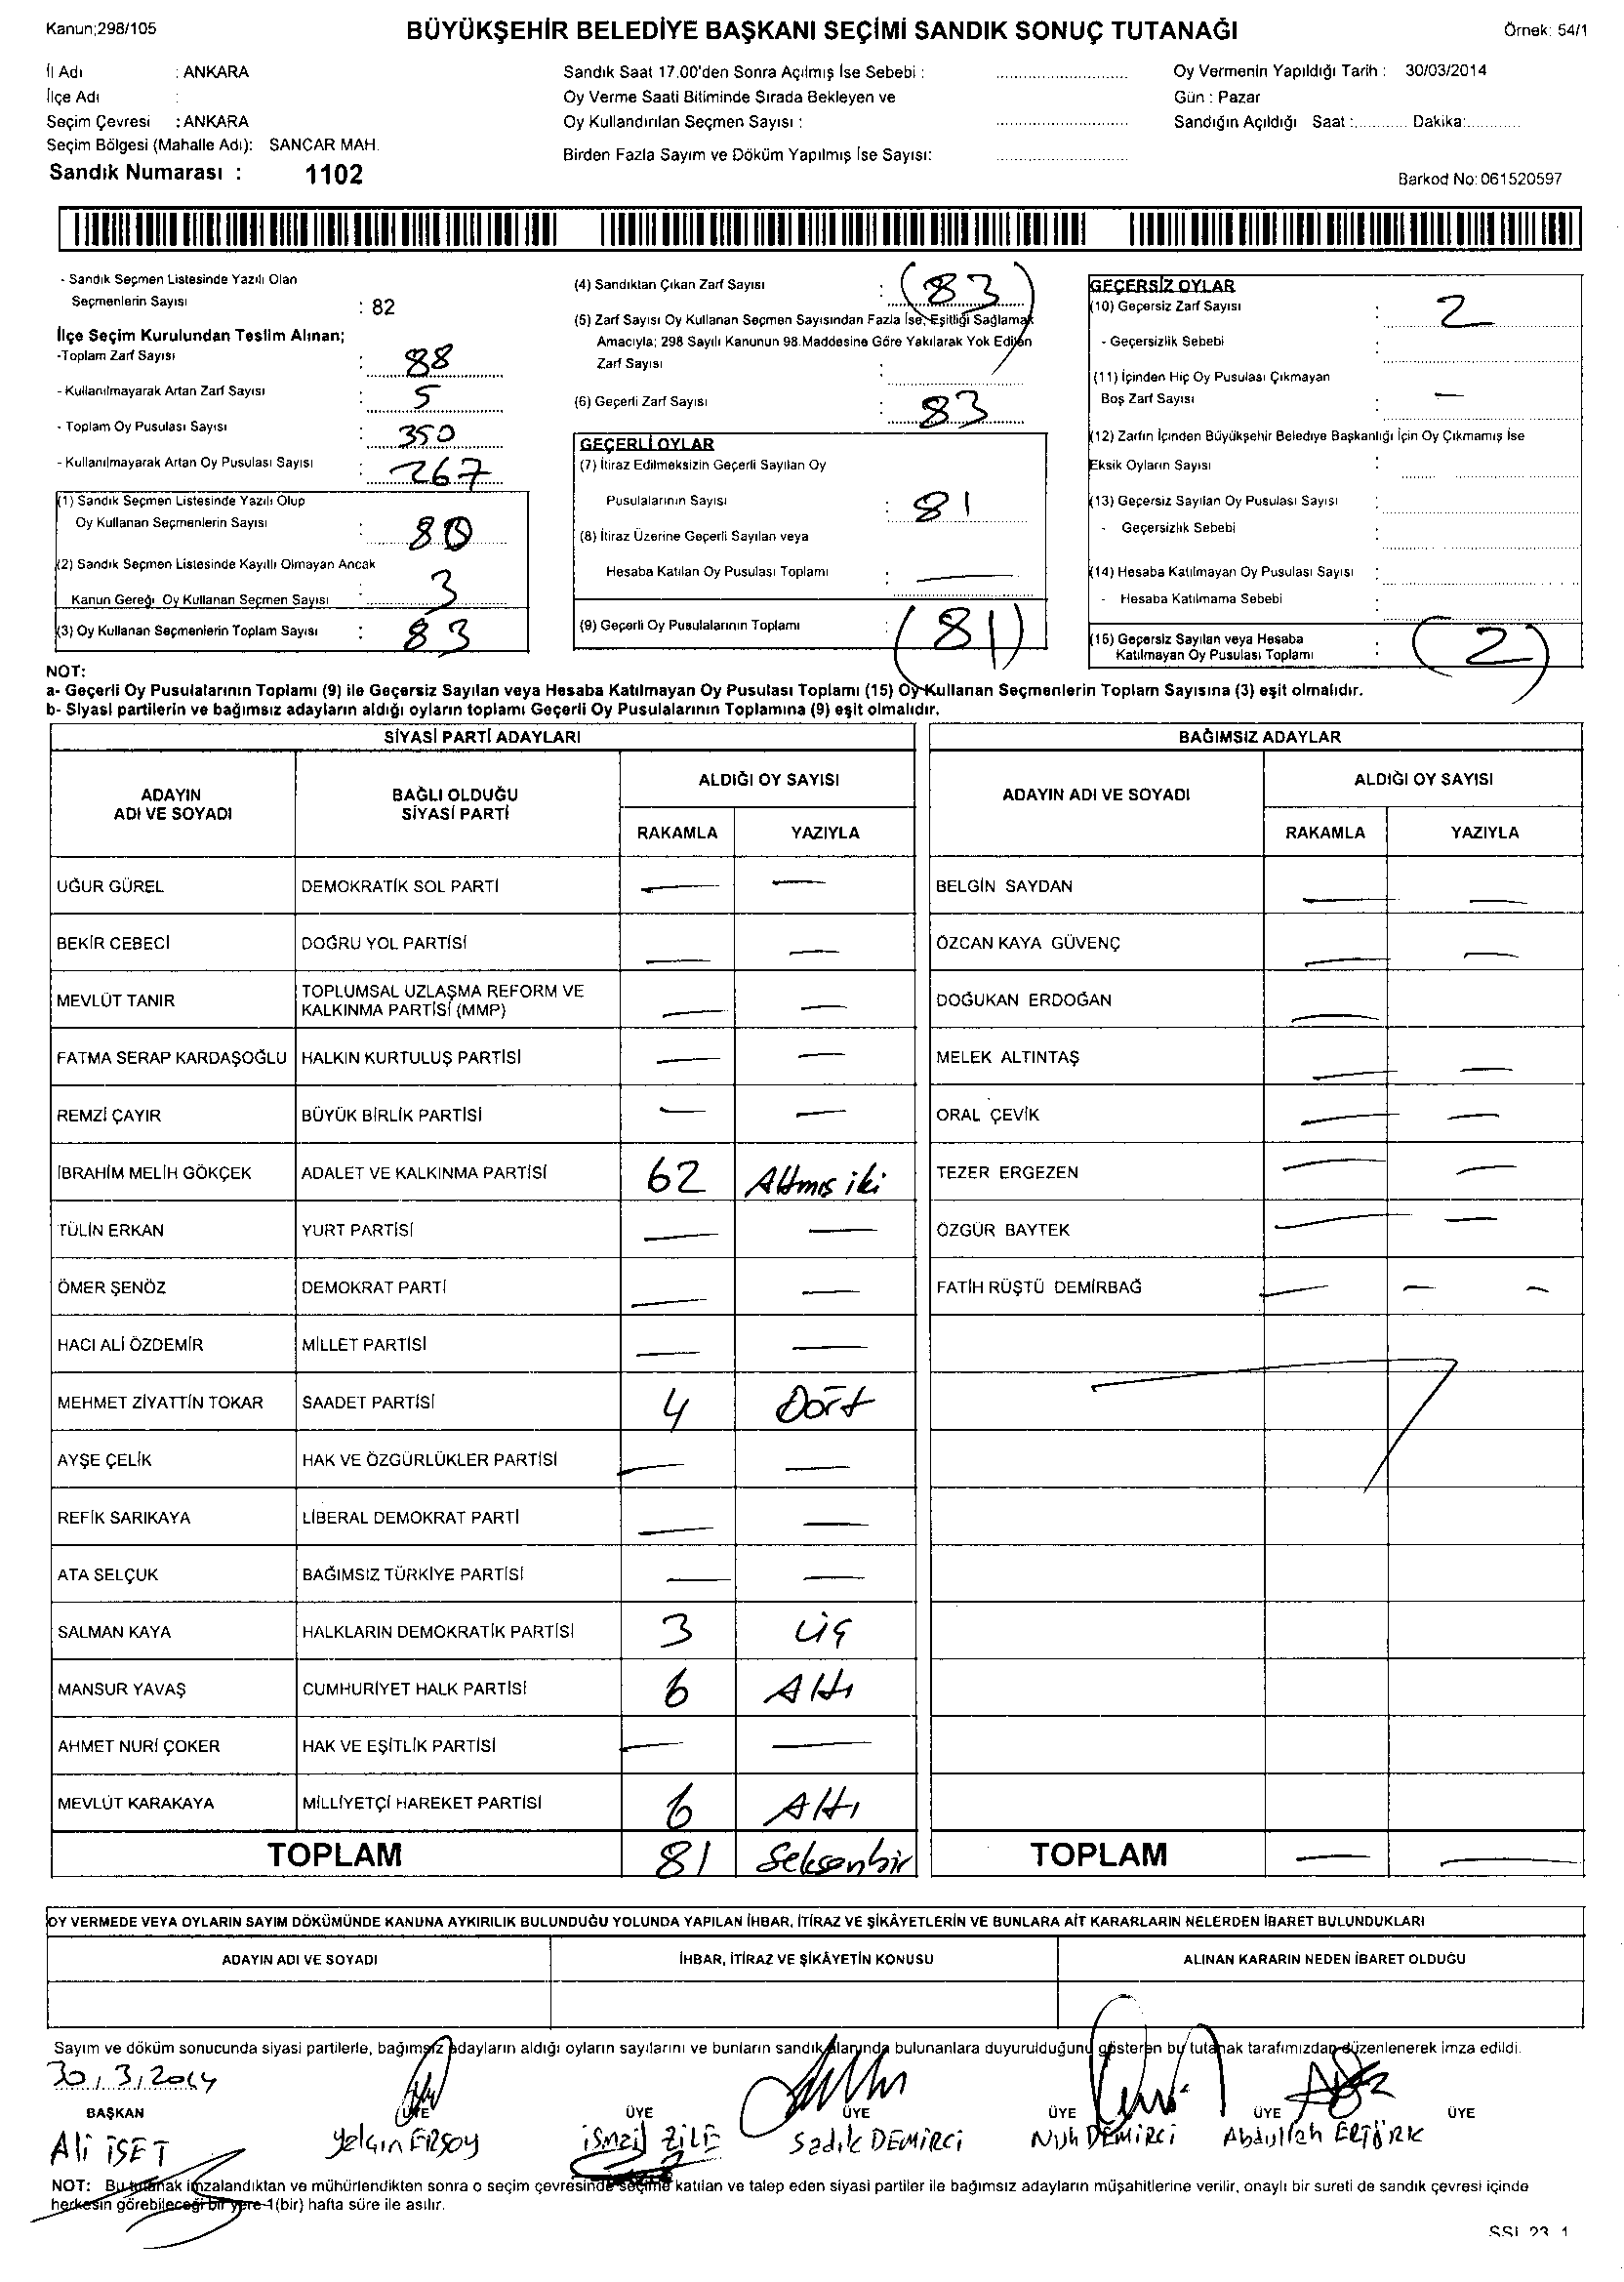 Kanun;298/105
BÜYÜKŞEHİR BELEDİYE BAŞKANI SEÇİMİ SANDIK SONUÇ TUTANAĞI
Örnek: 54/1
İl Adı : ANKARA
İlçe Adı :
Seçim Çevresi : ANKARA
Seçim Bölgesi (Mahalle Adı): SANCAR MAH.
Sandık Numarası : 1102
Sandık Saat 17.00'den Sonra Açılmış İse Sebebi :
Oy Verme Saati Bitiminde Sırada Bekleyen ve
Oy Kullandırılan Seçmen Sayısı :
Birden Fazla Sayım ve Döküm Yapılmış İse Sayısı:
Oy Vermenin Yapıldığı Tarih : 30/03/2014
Gün : Pazar
Sandığın Açıldığı Saat :........... Dakika:...........
Barkod No: 061520597
- Sandık Seçmen Listesinde Yazılı Olan
Seçmenlerin Sayısı : 82
İlçe Seçim Kurulundan Teslim Alınan;
-Toplam Zarf Sayısı : 88
- Kullanılmayarak Artan Zarf Sayısı : 5
- Toplam Oy Pusulası Sayısı : 350
- Kullanılmayarak Artan Oy Pusulası Sayısı : 267
(1) Sandık Seçmen Listesinde Yazılı Olup
Oy Kullanan Seçmenlerin Sayısı : 80
(2) Sandık Seçmen Listesinde Kayıllı Olmayan Ancak
Kanun Gereği Oy Kullanan Seçmen Sayısı : 3
(3) Oy Kullanan Seçmenlerin Toplam Sayısı : 83
(4) Sandıktan Çıkan Zarf Sayısı : (83)
(5) Zarf Sayısı Oy Kullanan Seçmen Sayısından Fazla İse, Eşitliği Sağlamak
Amacıyla; 298 Sayılı Kanunun 98.Maddesine Göre Yakılarak Yok Edilen
Zarf Sayısı :
(6) Geçerli Zarf Sayısı : 83
GEÇERLİ OYLAR
(7) İtiraz Edilmeksizin Geçerli Sayılan Oy
Pusulalarının Sayısı : 81
(8) İtiraz Üzerine Geçerli Sayılan veya
Hesaba Katılan Oy Pusulası Toplamı : —
(9) Geçerli Oy Pusulalarının Toplamı : (81)
GEÇERSİZ OYLAR
(10) Geçersiz Zarf Sayısı : 2
- Geçersizlik Sebebi :
(11) İçinden Hiç Oy Pusulası Çıkmayan
Boş Zarf Sayısı : —
(12) Zarfın İçinden Büyükşehir Belediye Başkanlığı İçin Oy Çıkmamış İse
Eksik Oyların Sayısı :
(13) Geçersiz Sayılan Oy Pusulası Sayısı :
- Geçersizlik Sebebi :
(14) Hesaba Katılmayan Oy Pusulası Sayısı :
- Hesaba Katılmama Sebebi :
(15) Geçersiz Sayılan veya Hesaba
Katılmayan Oy Pusulası Toplamı : (2)
NOT:
a- Geçerli Oy Pusulalarının Toplamı (9) ile Geçersiz Sayılan veya Hesaba Katılmayan Oy Pusulası Toplamı (15) Oy Kullanan Seçmenlerin Toplam Sayısına (3) eşit olmalıdır.
b- Siyasi partilerin ve bağımsız adayların aldığı oyların toplamı Geçerli Oy Pusulalarının Toplamına (9) eşit olmalıdır.
SİYASİ PARTİ ADAYLARI
ADAYIN ADI VE SOYADI
BAĞLI OLDUĞU SİYASİ PARTİ
ALDIĞI OY SAYISI
RAKAMLA YAZIYLA
UĞUR GÜREL DEMOKRATİK SOL PARTİ — —
BEKİR CEBECİ DOĞRU YOL PARTİSİ — —
MEVLÜT TANIR TOPLUMSAL UZLAŞMA REFORM VE KALKINMA PARTİSİ (MMP) — —
FATMA SERAP KARDAŞOĞLU HALKIN KURTULUŞ PARTİSİ — —
REMZİ ÇAYIR BÜYÜK BİRLİK PARTİSİ — —
İBRAHİM MELİH GÖKÇEK ADALET VE KALKINMA PARTİSİ 62 Altmış iki
TÜLİN ERKAN YURT PARTİSİ — —
ÖMER ŞENÖZ DEMOKRAT PARTİ — —
HACI ALİ ÖZDEMİR MİLLET PARTİSİ — —
MEHMET ZİYATTİN TOKAR SAADET PARTİSİ 4 Dört
AYŞE ÇELİK HAK VE ÖZGÜRLÜKLER PARTİSİ — —
REFİK SARIKAYA LİBERAL DEMOKRAT PARTİ — —
ATA SELÇUK BAĞIMSIZ TÜRKİYE PARTİSİ — —
SALMAN KAYA HALKLARIN DEMOKRATİK PARTİSİ 3 üç
MANSUR YAVAŞ CUMHURİYET HALK PARTİSİ 6 Altı
AHMET NURİ ÇOKER HAK VE EŞİTLİK PARTİSİ — —
MEVLÜT KARAKAYA MİLLİYETÇİ HAREKET PARTİSİ 6 Altı
TOPLAM 81 Seksenbir
BAĞIMSIZ ADAYLAR
ADAYIN ADI VE SOYADI
ALDIĞI OY SAYISI
RAKAMLA YAZIYLA
BELGİN SAYDAN — —
ÖZCAN KAYA GÜVENÇ — —
DOĞUKAN ERDOĞAN —
MELEK ALTINTAŞ — —
ORAL ÇEVİK — —
TEZER ERGEZEN — —
ÖZGÜR BAYTEK — —
FATİH RÜŞTÜ DEMİRBAĞ — — —
TOPLAM — —
OY VERMEDE VEYA OYLARIN SAYIM DÖKÜMÜNDE KANUNA AYKIRILIK BULUNDUĞU YOLUNDA YAPILAN İHBAR, İTİRAZ VE ŞİKÂYETLERİN VE BUNLARA AİT KARARLARIN NELERDEN İBARET BULUNDUKLARI
ADAYIN ADI VE SOYADI
İHBAR, İTİRAZ VE ŞİKÂYETİN KONUSU
ALINAN KARARIN NEDEN İBARET OLDUĞU
Sayım ve döküm sonucunda siyasi partilerle, bağımsız adayların aldığı oyların sayılarını ve bunların sandık alanında bulunanlara duyurulduğunu gösteren bu tutanak tarafımızdan düzenlenerek imza edildi.
30/3/2014
BAŞKAN ÜYE ÜYE ÜYE ÜYE ÜYE ÜYE
Ali İSET Yalçın ERSOY İSMAİL ZİLE Sadık DEMİRCİ Nuh DEMİRCİ Abdullah ERTÜRK
NOT: Bu tutanak imzalandıktan ve mühürlendikten sonra o seçim çevresinde seçime katılan ve talep eden siyasi partiler ile bağımsız adayların müşahitlerine verilir, onaylı bir sureti de sandık çevresi içinde
herkesin görebileceği bir yere 1(bir) hafta süre ile asılır.